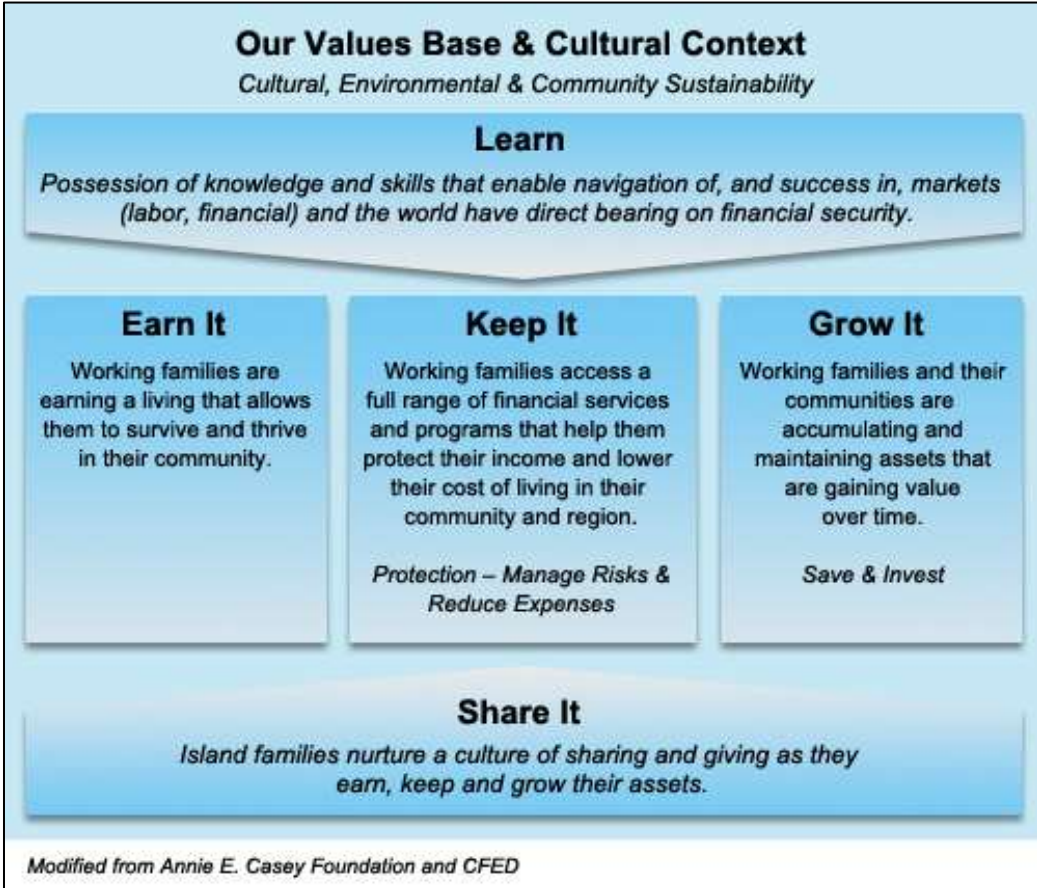 Our Values Base & Cultural Context
Cultural, Environmental & Community Sustainability
Learn
Possession of knowledge and skills that enable navigation of, and success in, markets
(labor, financial) and the world have direct bearing on financial security.
Earn It
Working families are
earning a living that allows
them to survive and thrive
in their community.
Keep It
Working families access a
full range of financial services
and programs that help them
protect their income and lower
their cost of living in their
community and region.
Protection – Manage Risks &
Reduce Expenses
Grow It
Working families and their
communities are
accumulating and
maintaining assets that
are gaining value
over time.
Save & Invest
Share It
Island families nurture a culture of sharing and giving as they
earn, keep and grow their assets.
Modified from Annie E. Casey Foundation and CFED